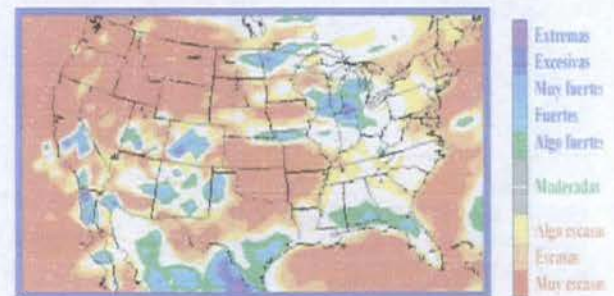 Extremas
Excesivas
Muy fuertes
Fuertes
Algo fuertes
Moderadas
Algo escasas
Escasas
Muy escasas